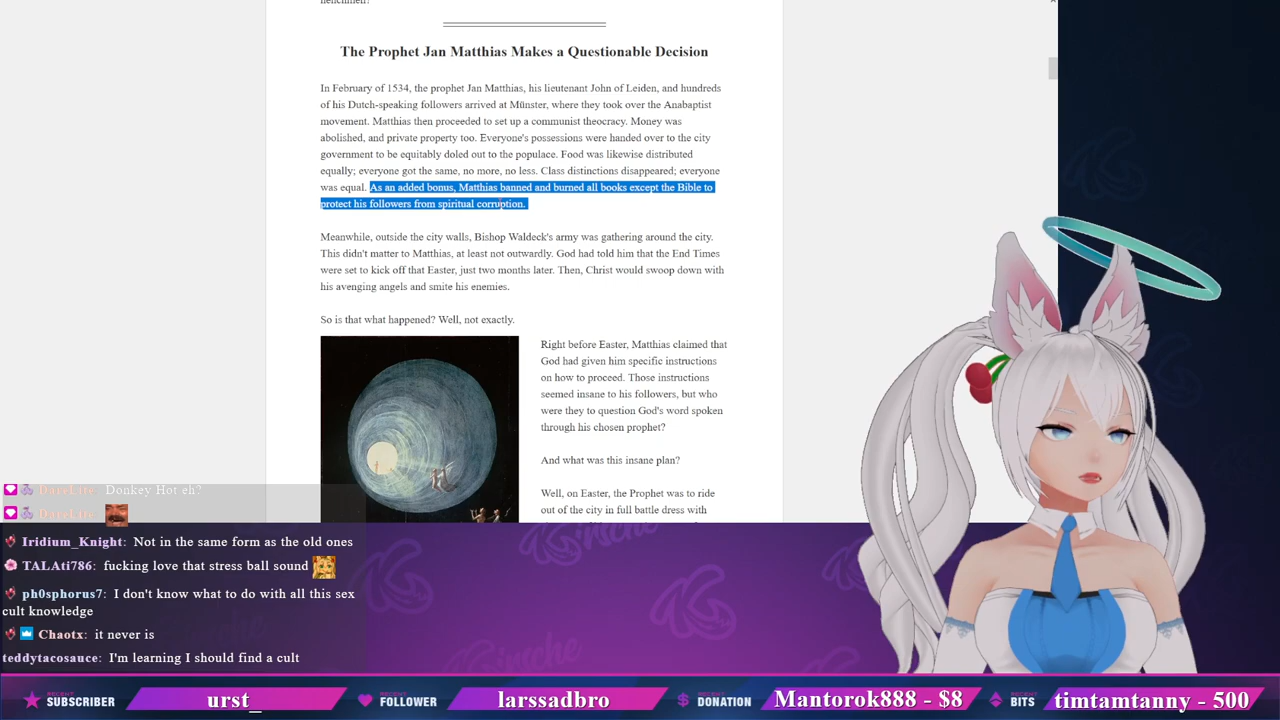 The Prophet Jan Matthias Makes a Questionable Decision
In February of 1534, the prophet Jan Matthias, his lieutenant John of Leiden, and hundreds
of his Dutch-speaking followers arrived at Münster, where they took over the Anabaptist
movement. Matthias then proceeded to set up a communist theocracy. Money was
abolished, and private property too. Everyone's possessions were handed over to the city
government to be equitably doled out to the populace. Food was likewise distributed
equally; everyone got the same, no more, no less. Class distinctions disappeared; everyone
was equal. As an added bonus, Matthias banned and burned all books except the Bible to
protect his followers from spiritual corruption.
Meanwhile, outside the city walls, Bishop Waldeck's army was gathering around the city.
This didn't matter to Matthias, at least not outwardly. God had told him that the End Times
were set to kick off that Easter, just two months later. Then, Christ would swoop down with
his avenging angels and smite his enemies.
So is that what happened? Well, not exactly.
Right before Easter, Matthias claimed that
God had given him specific instructions
on how to proceed. Those instructions
seemed insane to his followers, but who
were they to question God's word spoken
through his chosen prophet?
And what was this insane plan?
Well, on Easter, the Prophet was to ride
out of the city in full battle dress with
Donkey Hot eh?
Iridium_Knight: Not in the same form as the old ones
TALAti786: fucking love that stress ball sound
ph0sphorus7: I don't know what to do with all this sex
cult knowledge
Chaotx: it never is
teddytacosauce: I'm learning I should find a cult
RECENT SUBSCRIBER urst_
RECENT FOLLOWER larssadbro
RECENT DONATION Mantorok888 - $8
RECENT BITS timtamtanny - 500